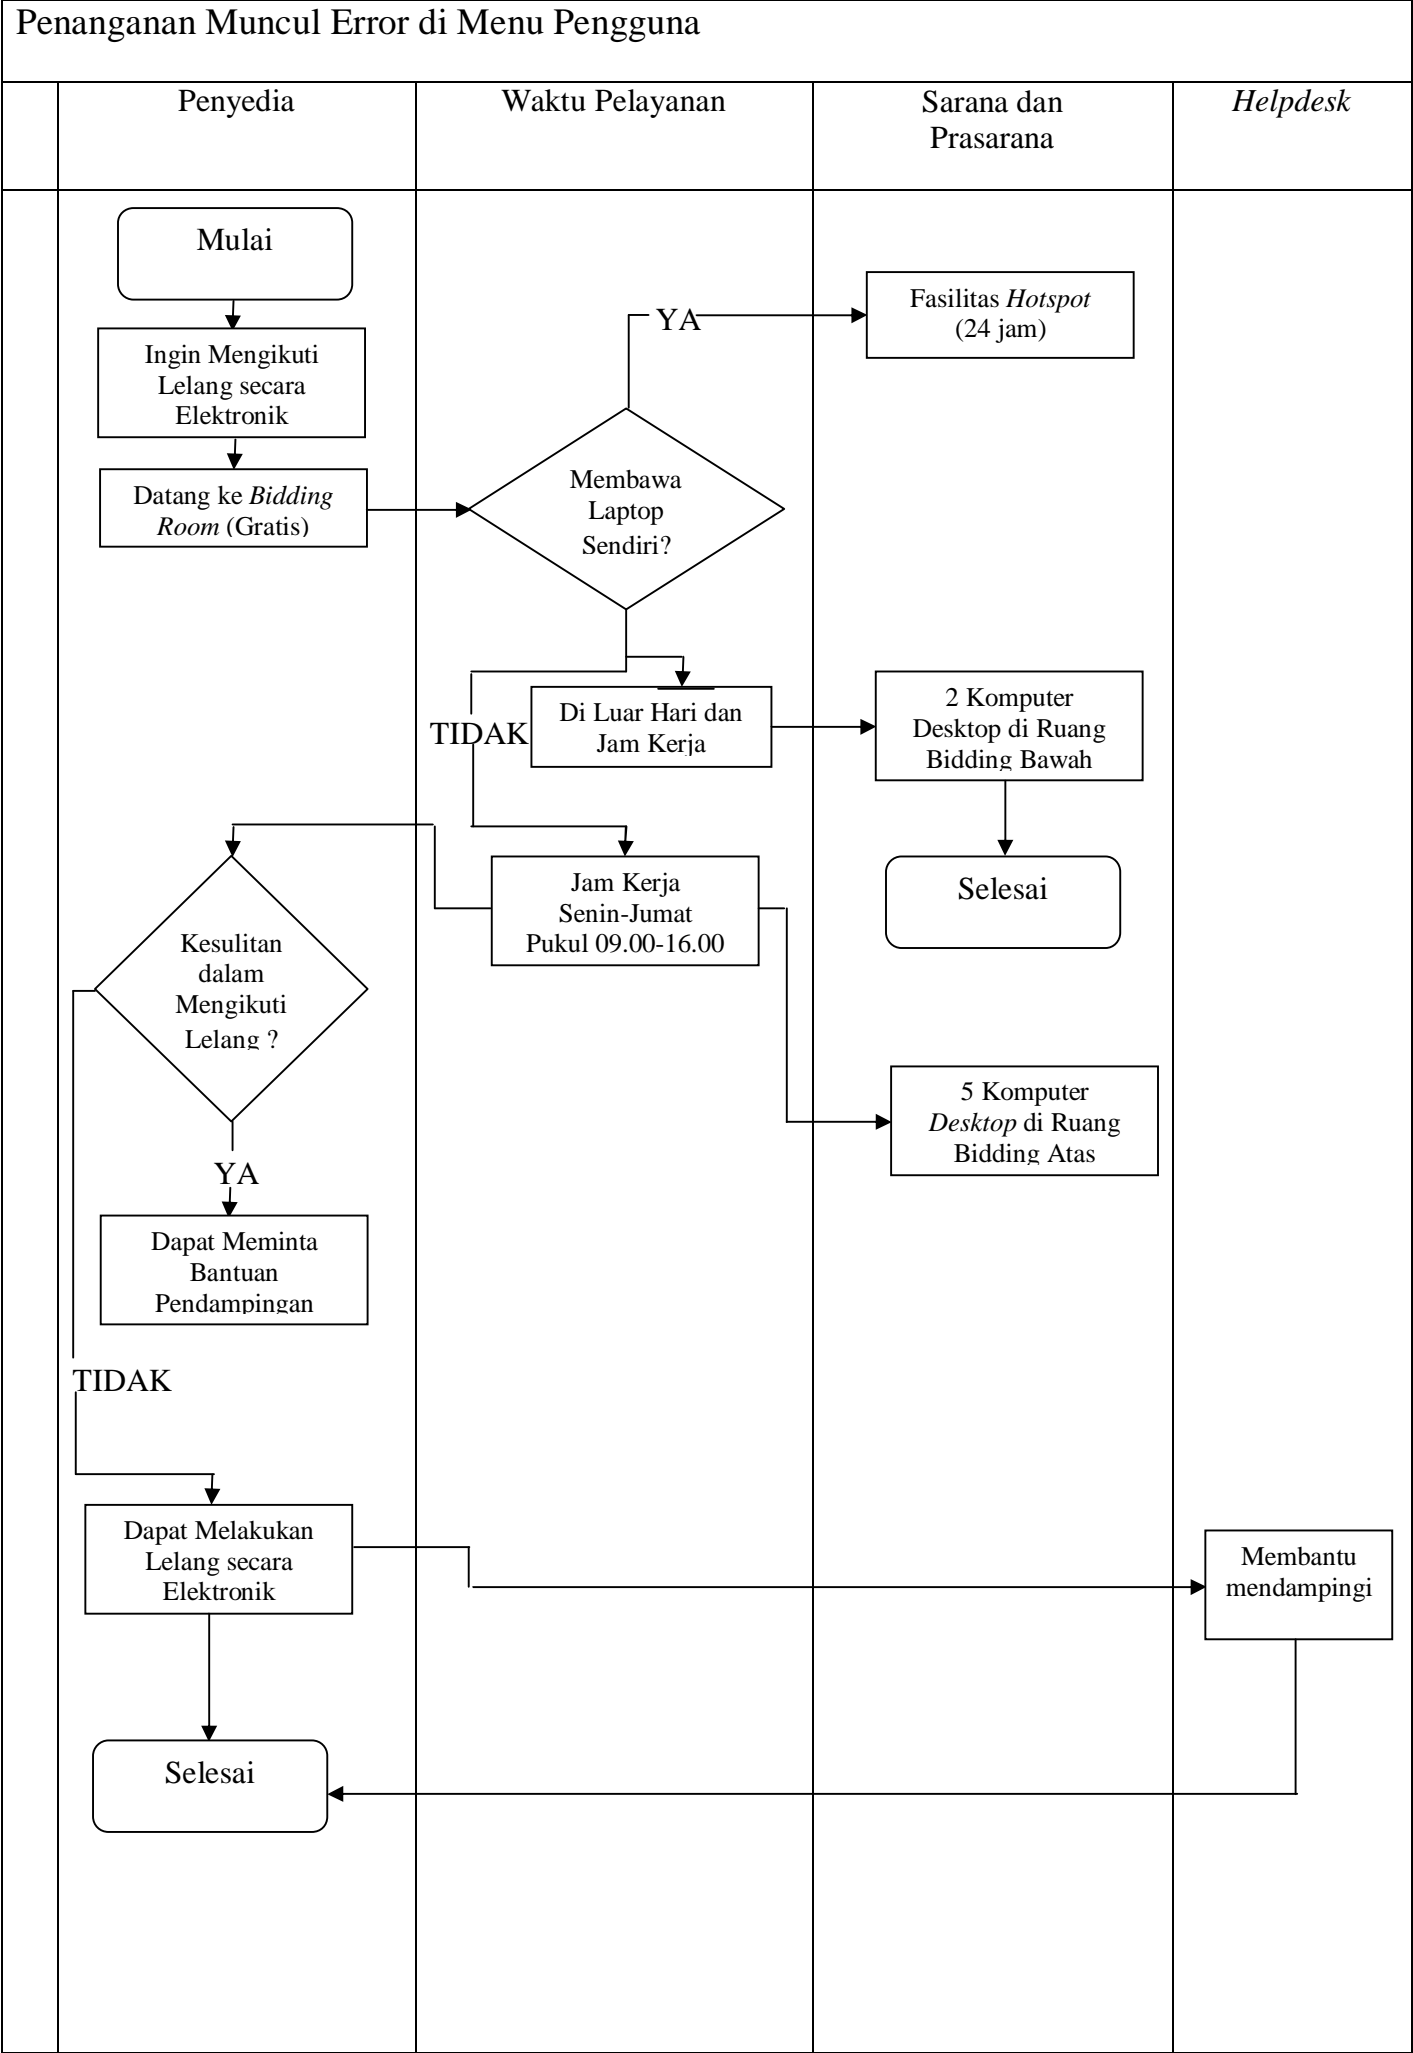 Penanganan Muncul Error di Menu Pengguna
Penyedia
Waktu Pelayanan
Sarana dan
Prasarana
Helpdesk
Mulai
Ingin Mengikuti
Lelang secara
Elektronik
Datang ke Bidding
Room (Gratis)
Membawa
Laptop
Sendiri?
YA
Fasilitas Hotspot
(24 jam)
TIDAK
Di Luar Hari dan
Jam Kerja
2 Komputer
Desktop di Ruang
Bidding Bawah
Selesai
Jam Kerja
Senin-Jumat
Pukul 09.00-16.00
5 Komputer
Desktop di Ruang
Bidding Atas
Kesulitan
dalam
Mengikuti
Lelang ?
YA
Dapat Meminta
Bantuan
Pendampingan
TIDAK
Dapat Melakukan
Lelang secara
Elektronik
Membantu
mendampingi
Selesai